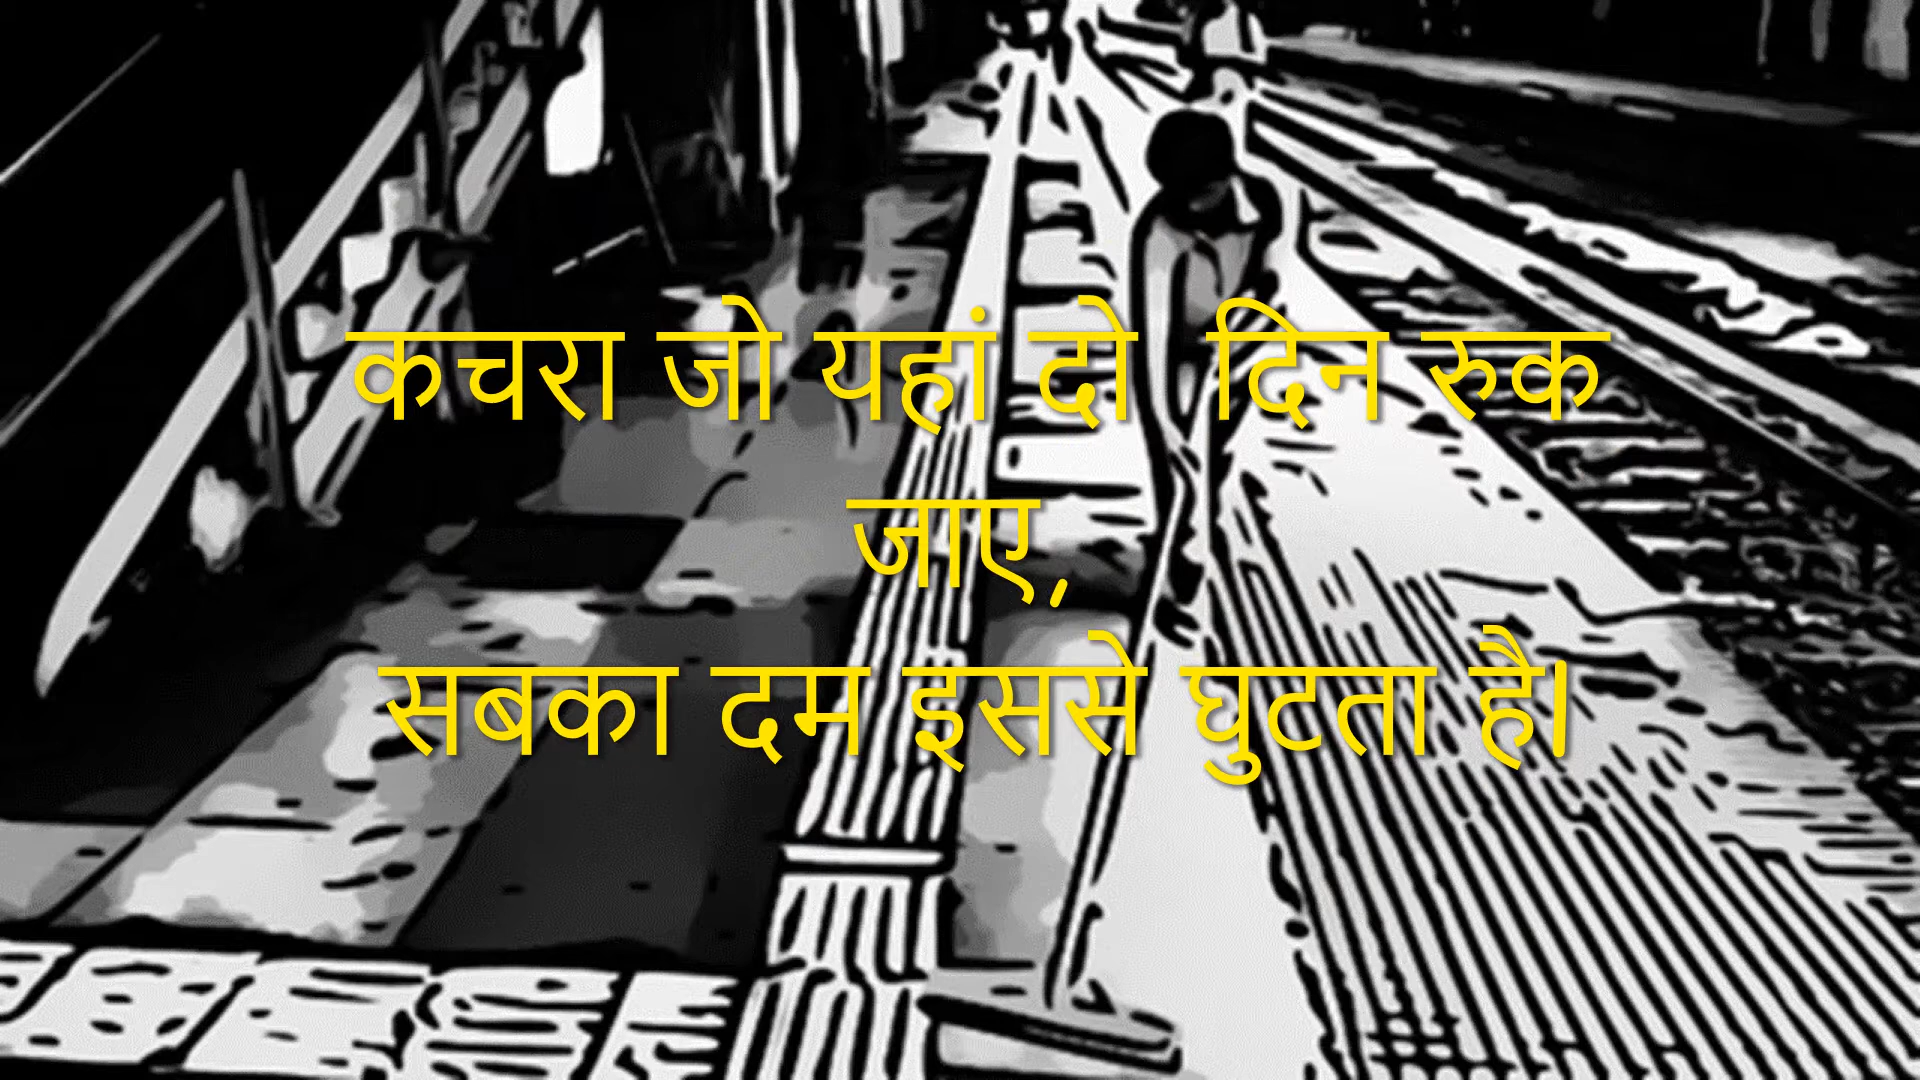 कचरा जो यहां दो  दिन रुक
जाए,
सबका दम इससे घुटता है।